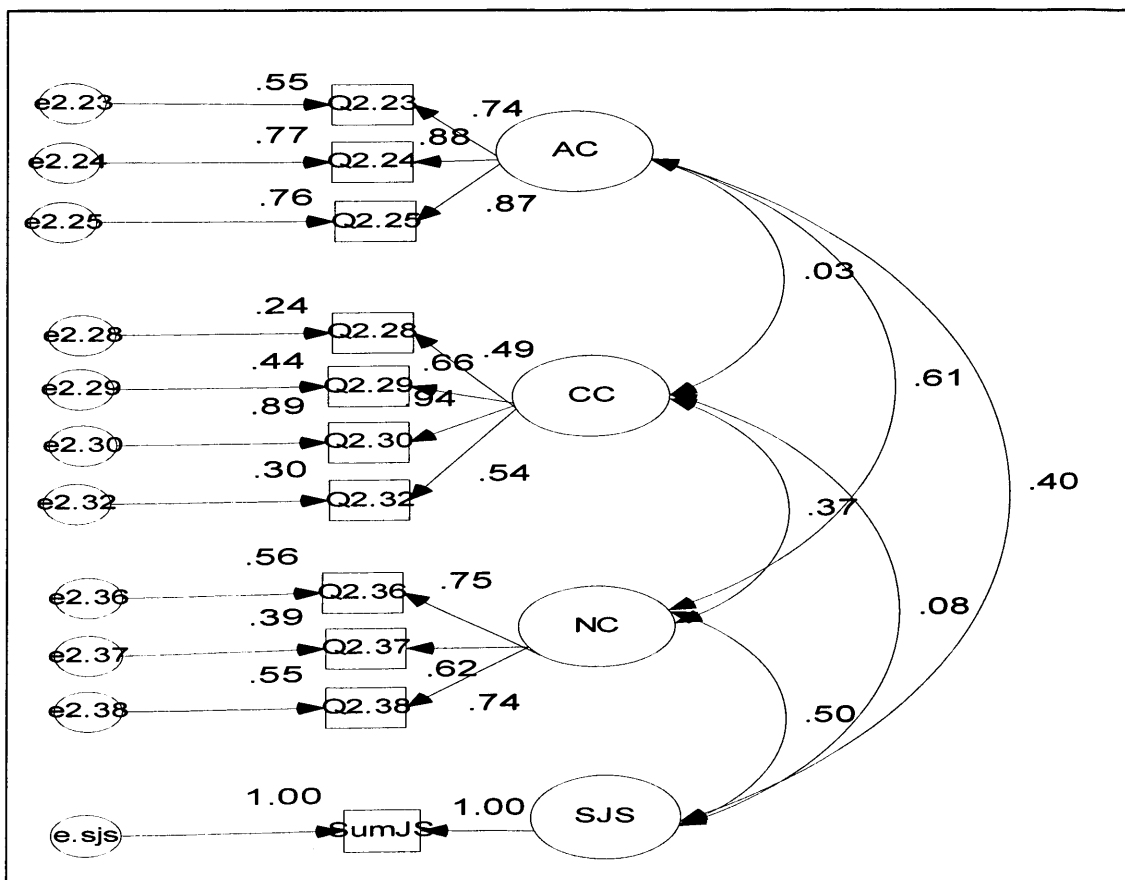 .55
e2.23 Q2.23 .74
AC
.77 .88
e2.24 Q2.24
.76 .87
e2.25 Q2.25
.03
.24
e2.28 Q2.28 .49
.44 .66
e2.29 Q2.29 .94
CC
.61
.89
e2.30 Q2.30
.30 .54
e2.32 Q2.32
.40
.37
.56
e2.36 Q2.36 .75
.08
.39
NC
e2.37 Q2.37
.55 .62
e2.38 Q2.38 .74
.50
1.00 1.00
SJS
e.sjs SumJS